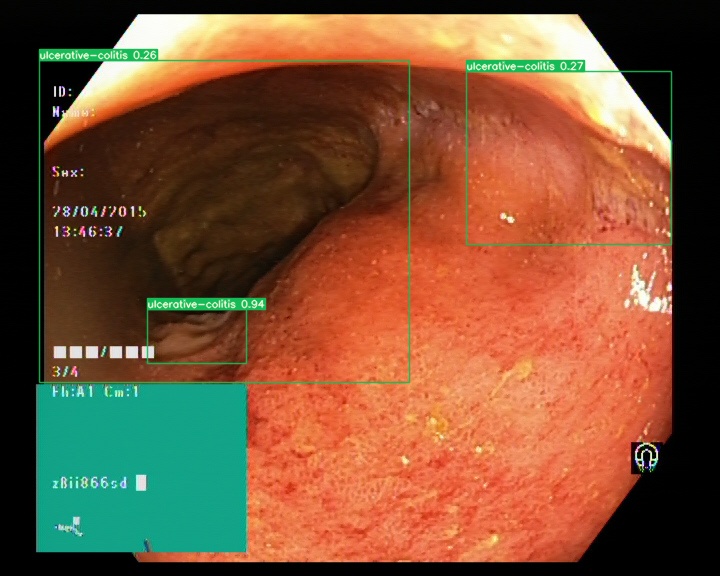 ulcerative-colitis 0.26
ulcerative-colitis 0.27
ID:
Name:
Sex:
28/04/2015
13:46:37
ulcerative-colitis 0.94
3/4
Eh:A1 Cm:1
zBii866sd